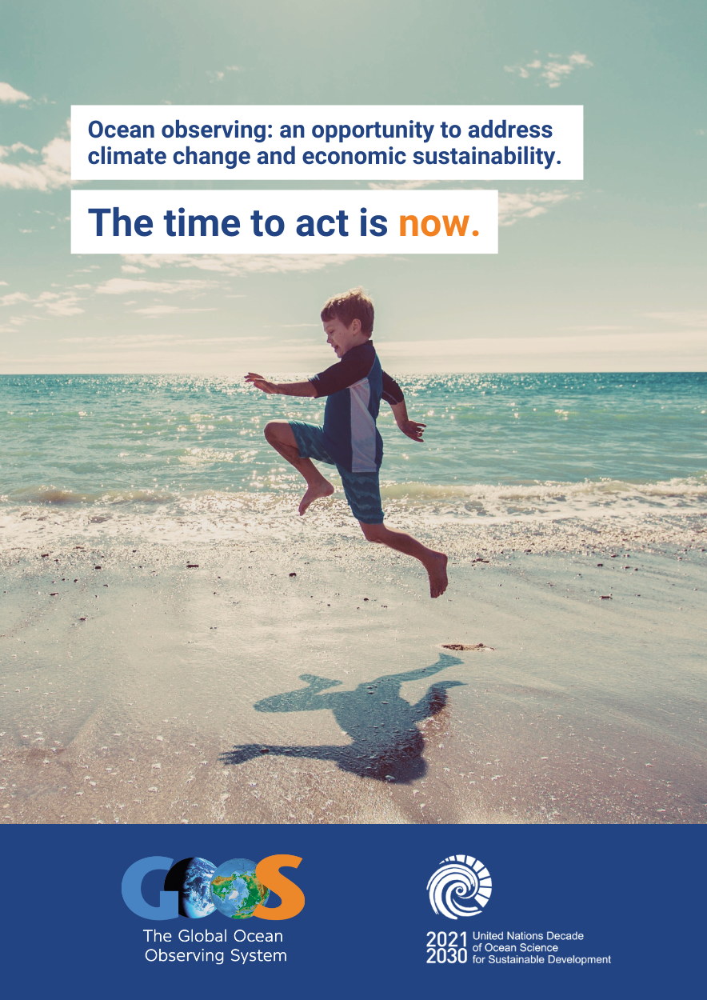 Ocean observing: an opportunity to address
climate change and economic sustainability.
The time to act is now.
GOOS
The Global Ocean
Observing System
2021
2030
United Nations Decade
of Ocean Science
for Sustainable Development